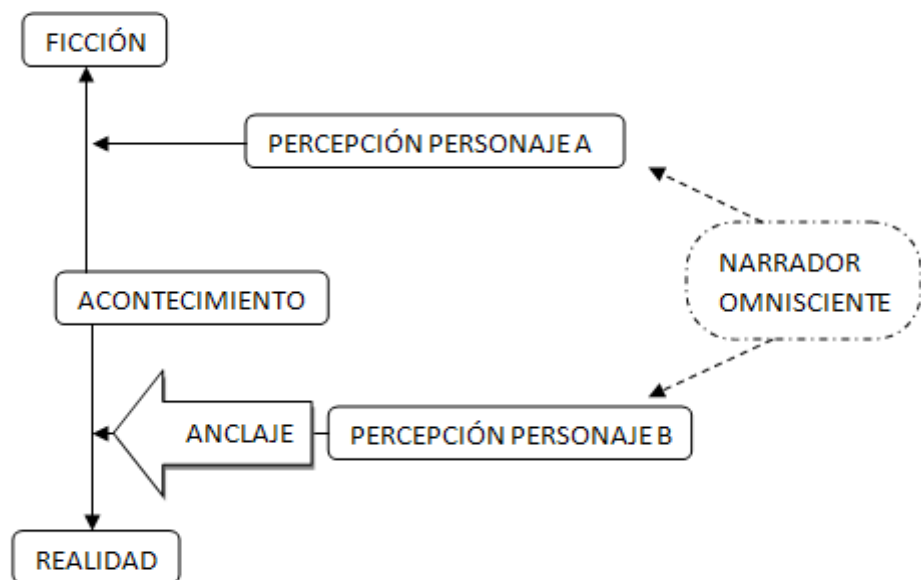 FICCIÓN
PERCEPCIÓN PERSONAJE A
NARRADOR
OMNISCIENTE
ACONTECIMIENTO
ANCLAJE
PERCEPCIÓN PERSONAJE B
REALIDAD